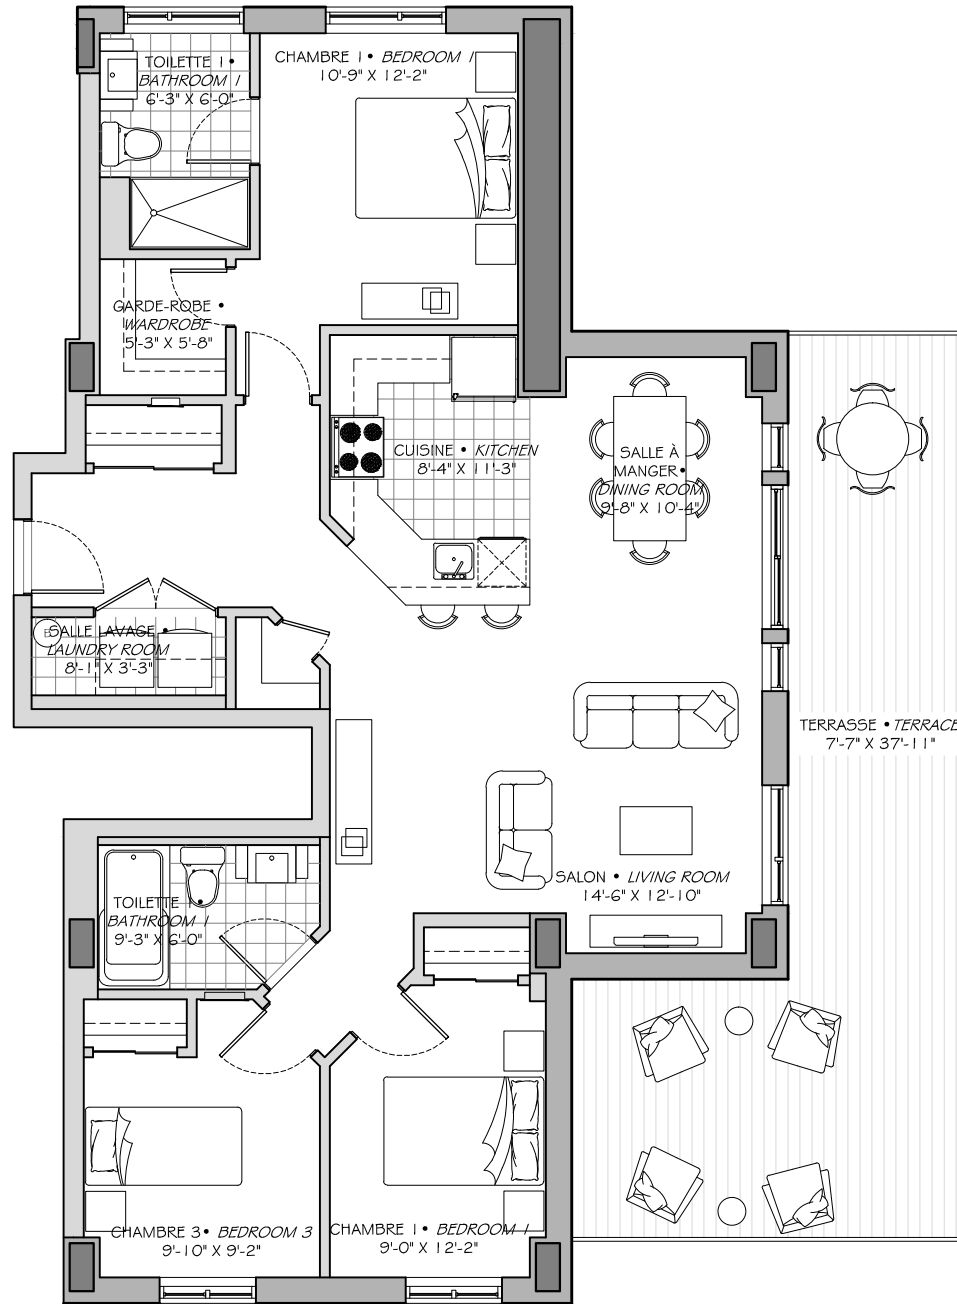 TOILETTE 1 •
BATHROOM 1
6'-3" X 6'-0"
CHAMBRE 1 • BEDROOM 1
10'-9" X 12'-2"
GARDE-ROBE •
WARDROBE
5'-3" X 5'-8"
CUISINE • KITCHEN
8'-4" X 11'-3"
SALLE À
MANGER •
DINING ROOM
9'-8" X 10'-4"
SALLE LAVAGE •
LAUNDRY ROOM
8'-1" X 3'-3"
TERRASSE • TERRACE
7'-7" X 37'-11"
SALON • LIVING ROOM
14'-6" X 12'-10"
TOILETTE 1 •
BATHROOM 1
9'-3" X 6'-0"
CHAMBRE 3 • BEDROOM 3
9'-10" X 9'-2"
CHAMBRE 1 • BEDROOM 1
9'-0" X 12'-2"